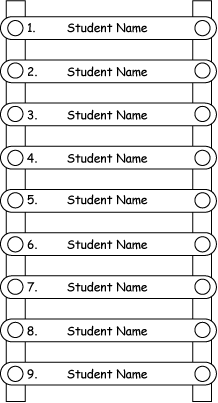 1. Student Name
2. Student Name
3. Student Name
4. Student Name
5. Student Name
6. Student Name
7. Student Name
8. Student Name
9. Student Name